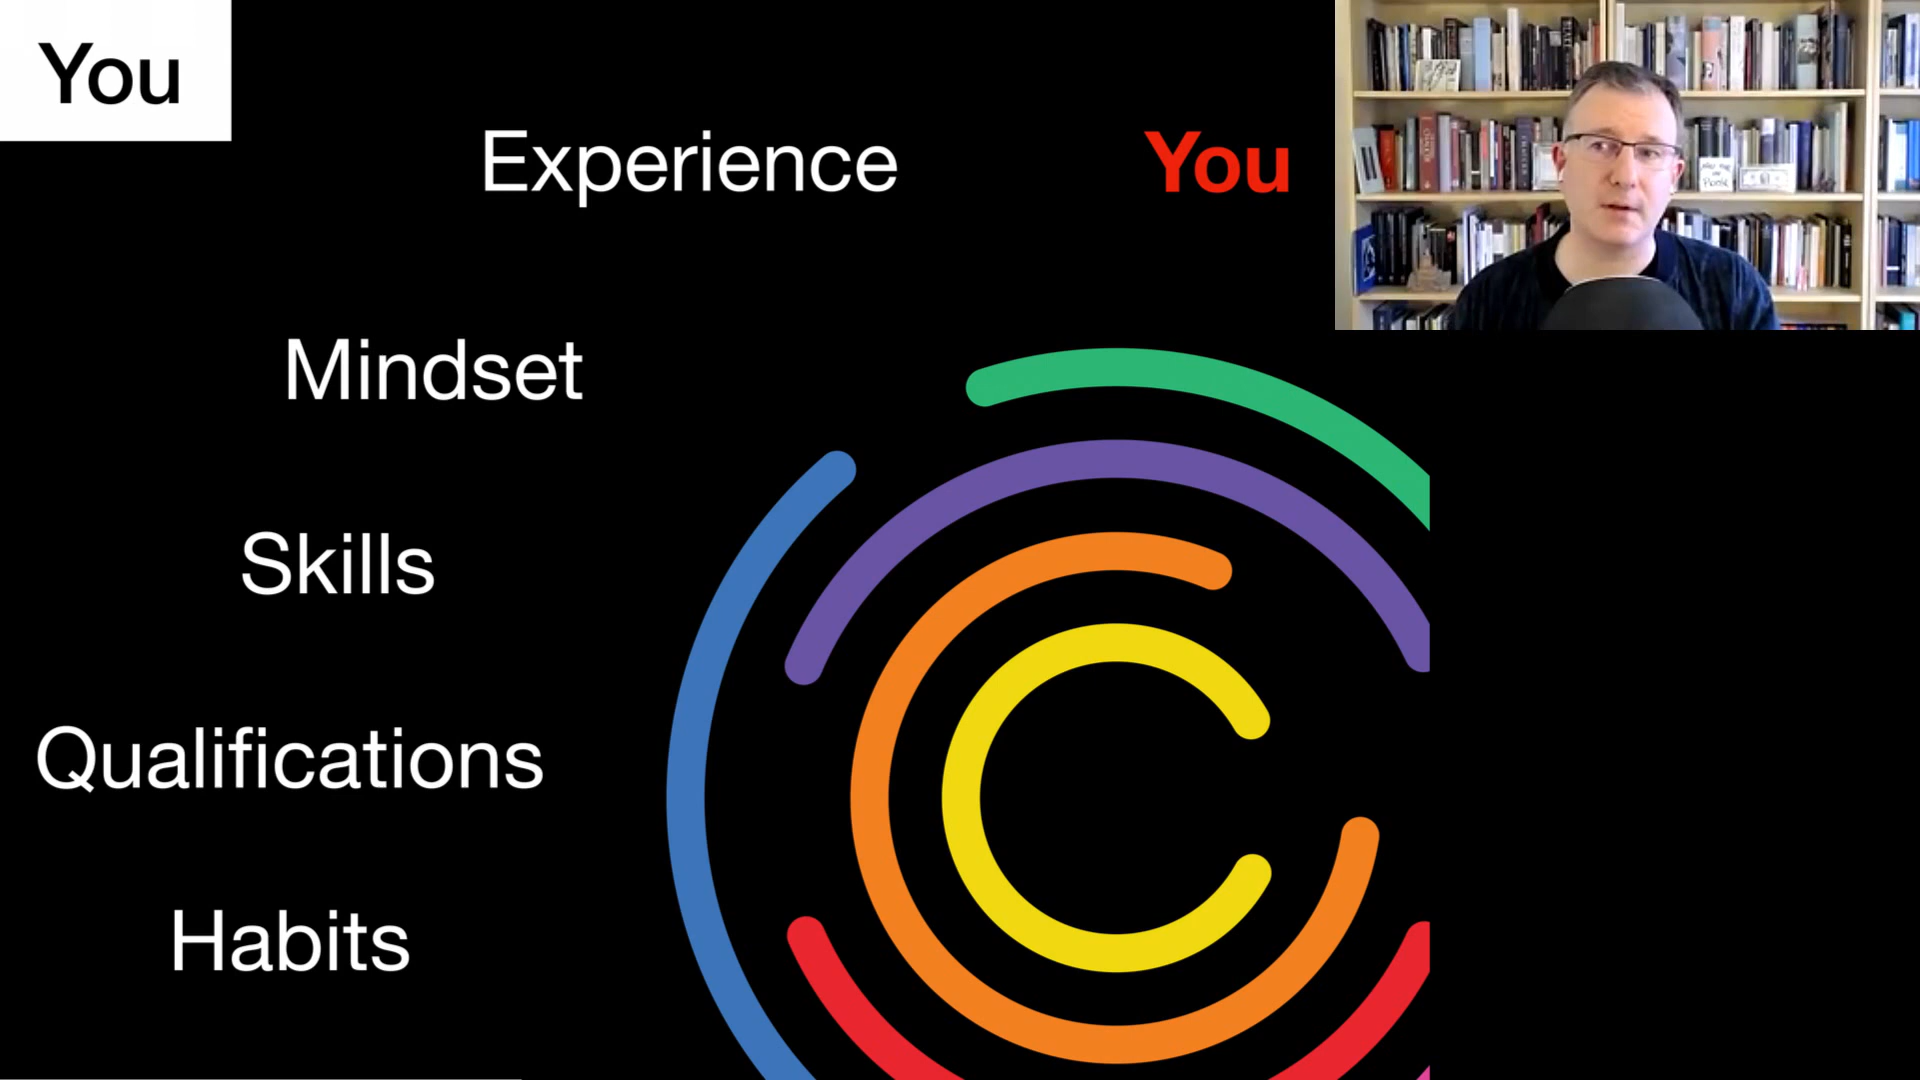 You
Experience
You
Mindset
Skills
Qualifications
Habits